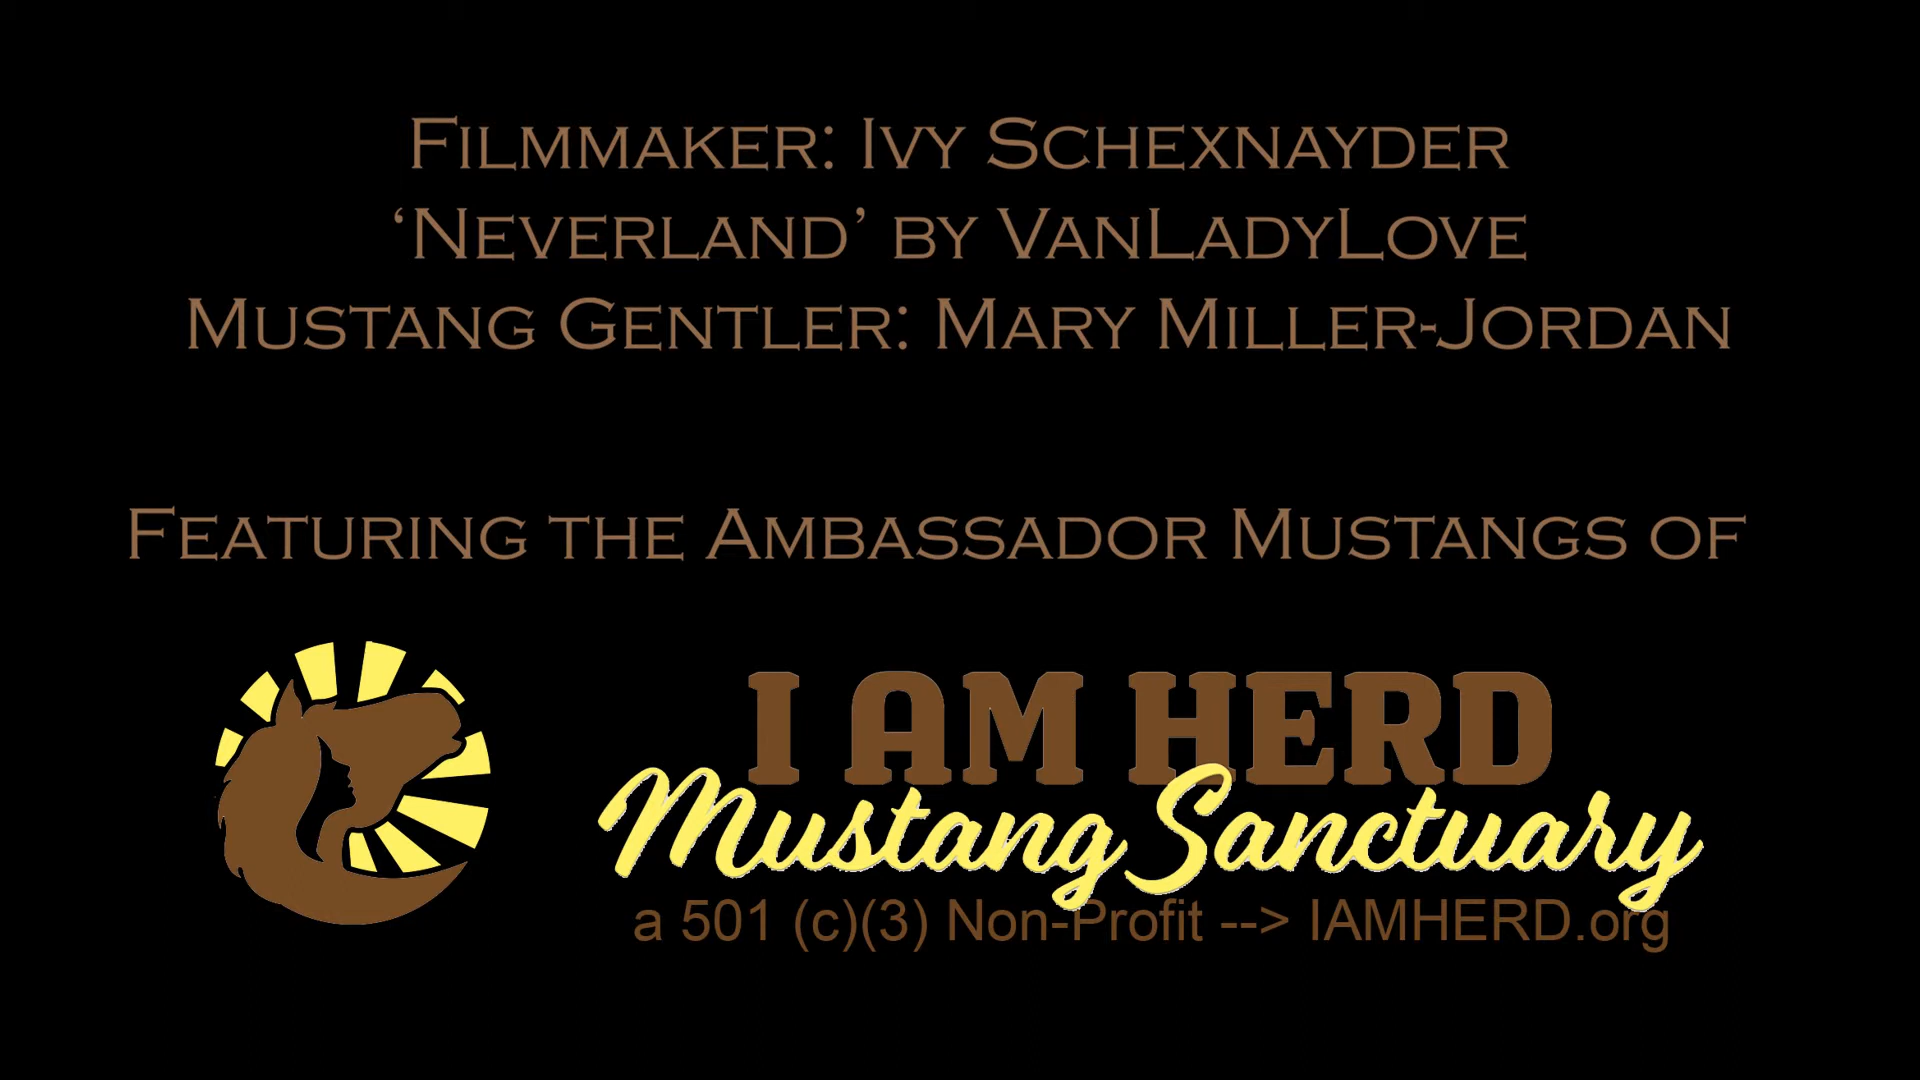 Filmmaker: Ivy Schexnayder
‘Neverland’ by VanLadyLove
Mustang Gentler: Mary Miller-Jordan
Featuring the Ambassador Mustangs of
I AM HERD
Mustang Sanctuary
a 501 (c)(3) Non-Profit --> IAMHERD.org